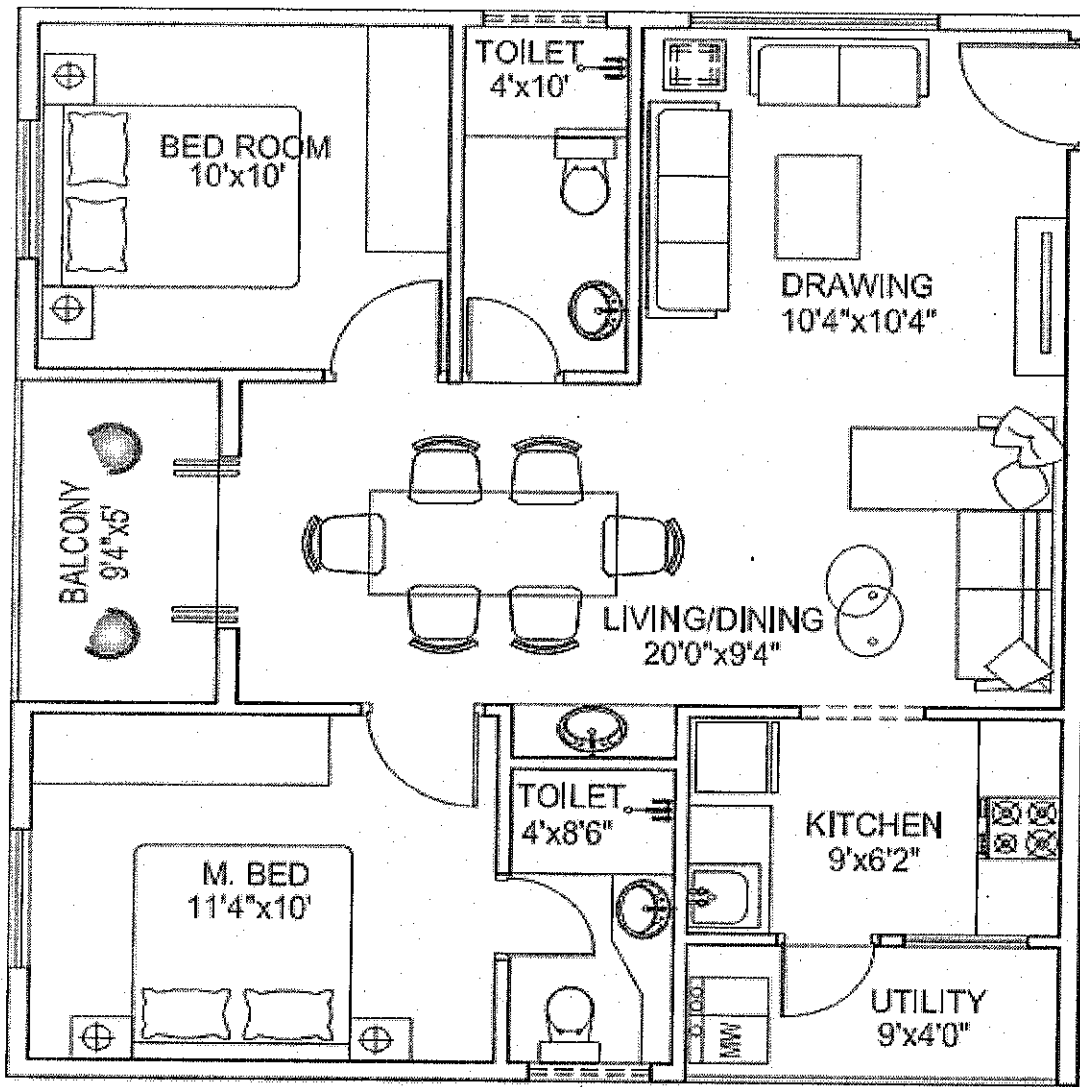 TOILET
4'x10'
BED ROOM
10'x10'
DRAWING
10'4"x10'4"
BALCONY
9'4"x5'
LIVING/DINING
20'0"x9'4"
TOILET
4'x8'6"
KITCHEN
9'x6'2"
M. BED
11'4"x10'
UTILITY
9'x4'0"
MW